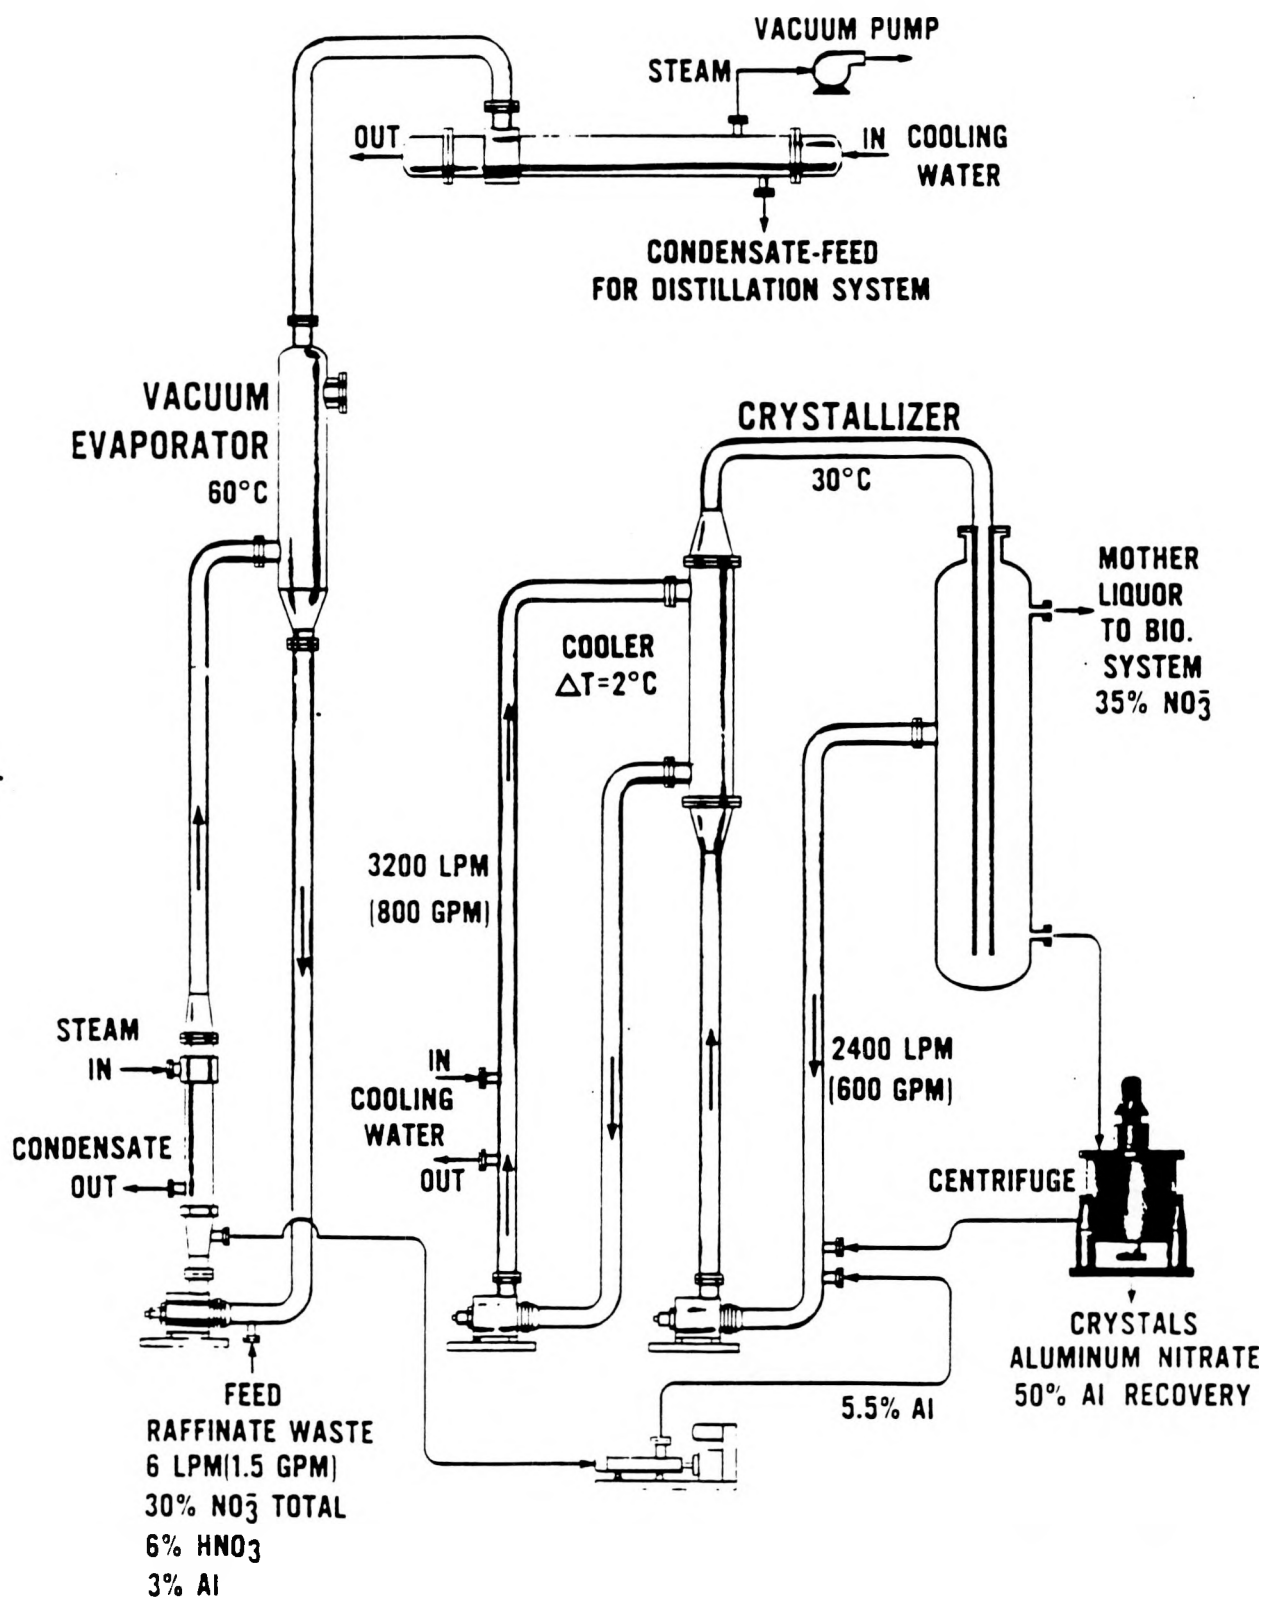 VACUUM PUMP
STEAM
OUT
IN COOLING
WATER
CONDENSATE-FEED
FOR DISTILLATION SYSTEM
VACUUM
EVAPORATOR
60°C
CRYSTALLIZER
30°C
MOTHER
LIQUOR
TO BIO.
SYSTEM
35% NO₃⁻
COOLER
△T=2°C
3200 LPM
(800 GPM)
STEAM
IN
CONDENSATE
OUT
IN
COOLING
WATER
OUT
2400 LPM
(600 GPM)
CENTRIFUGE
CRYSTALS
ALUMINUM NITRATE
50% Al RECOVERY
5.5% Al
FEED
RAFFINATE WASTE
6 LPM(1.5 GPM)
30% NO₃⁻ TOTAL
6% HNO₃
3% Al